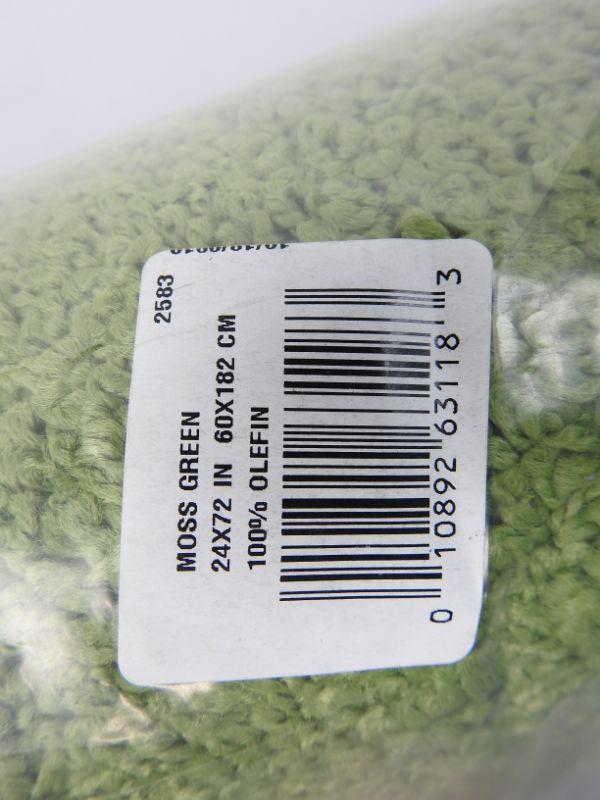 2583
MOSS GREEN
24X72 IN 60X182 CM
100% OLEFIN
0 10892 63118 3